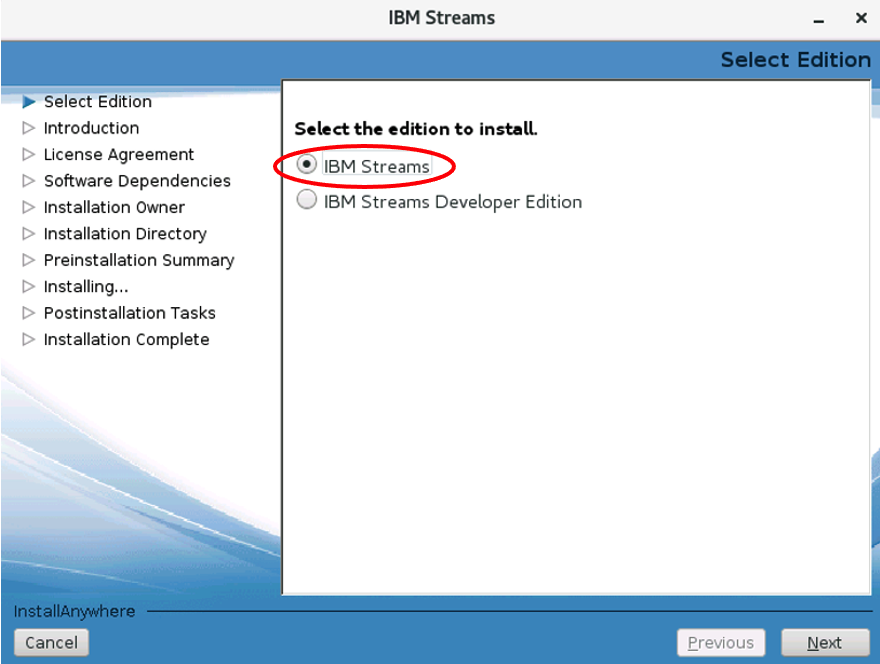 IBM Streams
Select Edition
Select Edition
Introduction
License Agreement
Software Dependencies
Installation Owner
Installation Directory
Preinstallation Summary
Installing...
Postinstallation Tasks
Installation Complete
Select the edition to install.
IBM Streams
IBM Streams Developer Edition
InstallAnywhere
Cancel
Previous
Next